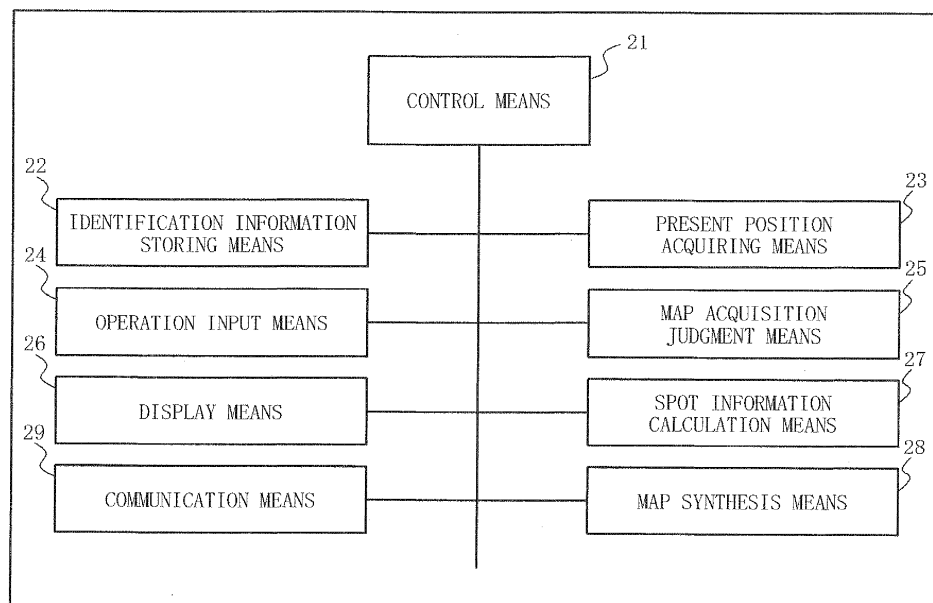 21
CONTROL MEANS
22
IDENTIFICATION INFORMATION
STORING MEANS
23
PRESENT POSITION
ACQUIRING MEANS
24
OPERATION INPUT MEANS
25
MAP ACQUISITION
JUDGMENT MEANS
26
DISPLAY MEANS
27
SPOT INFORMATION
CALCULATION MEANS
29
COMMUNICATION MEANS
28
MAP SYNTHESIS MEANS